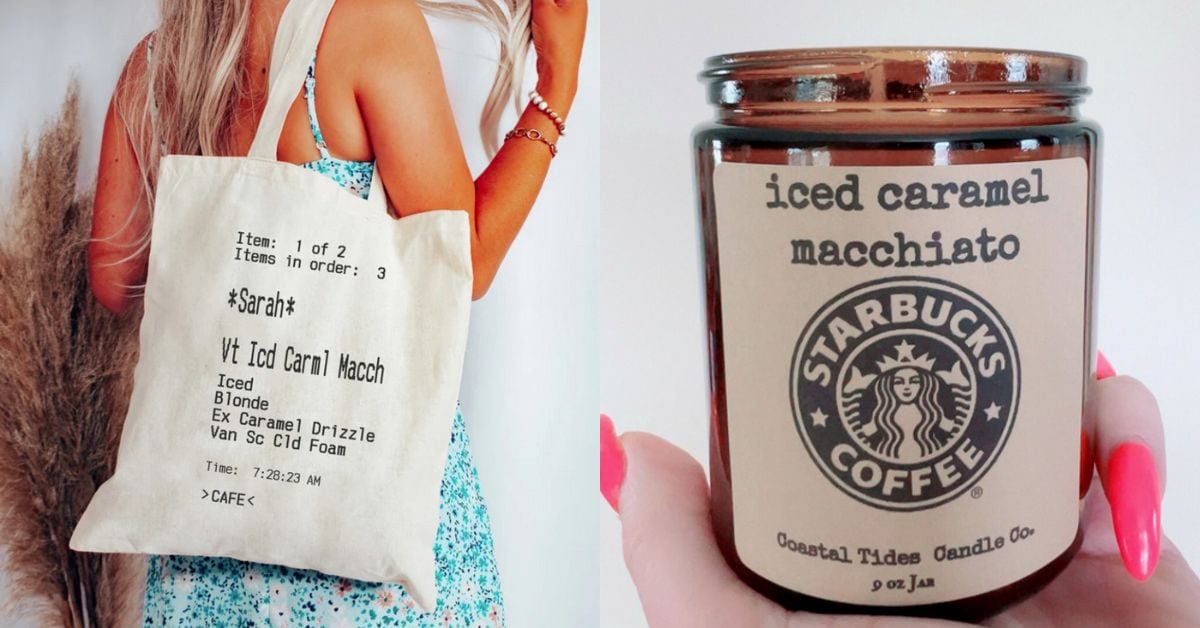 Item: 1 of 2
Items in order: 3
*Sarah*
Vt Icd Carml Macch
Iced
Blonde
Ex Caramel Drizzle
Van Sc Cld Foam
Time: 7:28:23 AM
>CAFE<
iced caramel
macchiato
STARBUCKS
COFFEE
®
Coastal Tides Candle Co.
9 oz Jar